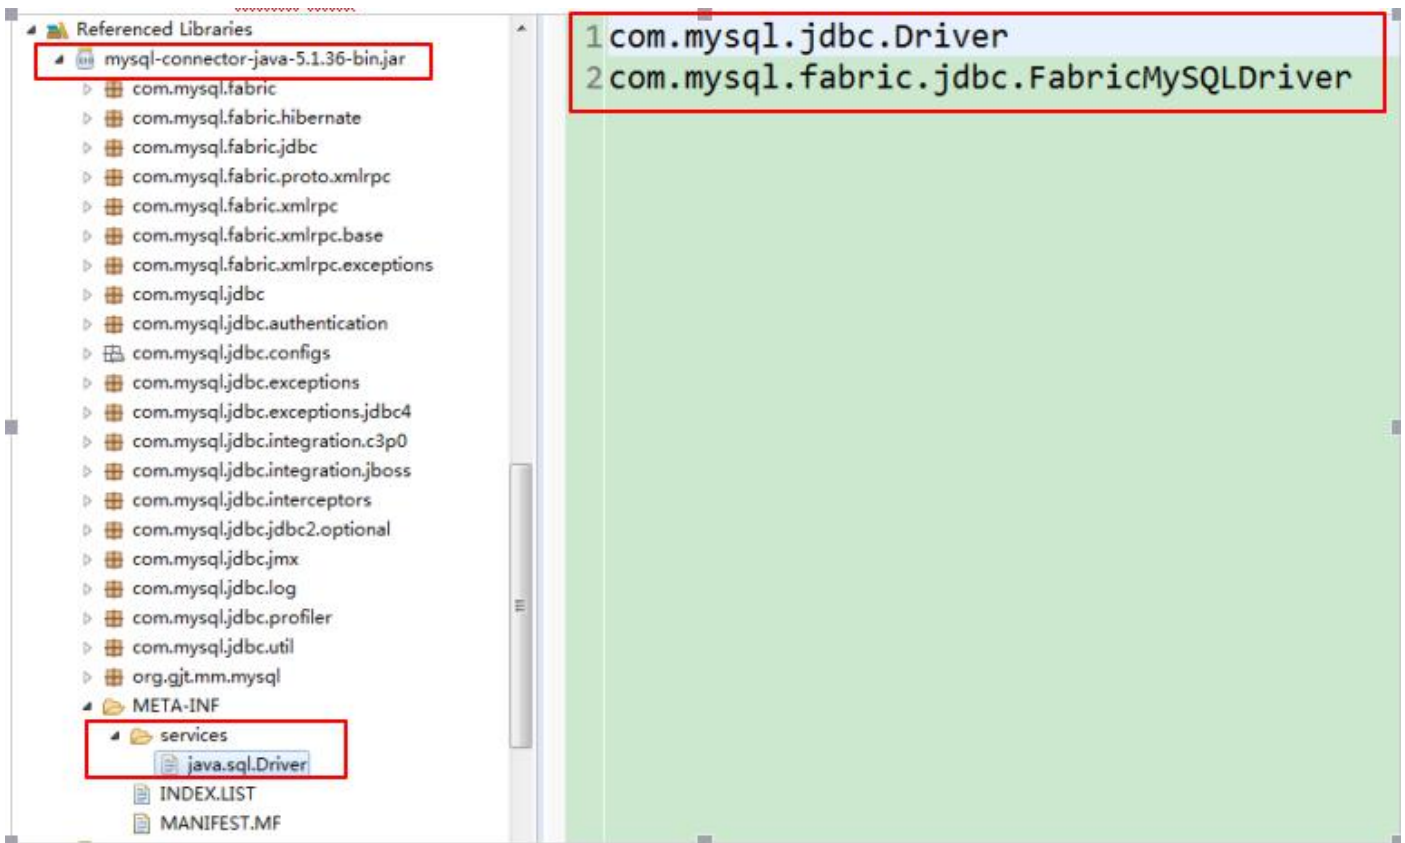 Referenced Libraries
mysql-connector-java-5.1.36-bin.jar
com.mysql.fabric
com.mysql.fabric.hibernate
com.mysql.fabric.jdbc
com.mysql.fabric.proto.xmlrpc
com.mysql.fabric.xmlrpc
com.mysql.fabric.xmlrpc.base
com.mysql.fabric.xmlrpc.exceptions
com.mysql.jdbc
com.mysql.jdbc.authentication
com.mysql.jdbc.configs
com.mysql.jdbc.exceptions
com.mysql.jdbc.exceptions.jdbc4
com.mysql.jdbc.integration.c3p0
com.mysql.jdbc.integration.jboss
com.mysql.jdbc.interceptors
com.mysql.jdbc.jdbc2.optional
com.mysql.jdbc.jmx
com.mysql.jdbc.log
com.mysql.jdbc.profiler
com.mysql.jdbc.util
org.gjt.mm.mysql
META-INF
services
java.sql.Driver
INDEX.LIST
MANIFEST.MF
1 com.mysql.jdbc.Driver
2 com.mysql.fabric.jdbc.FabricMySQLDriver